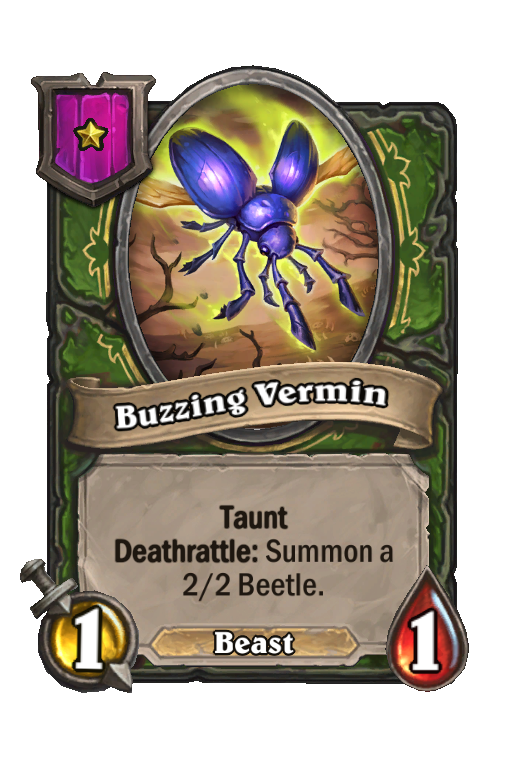 Buzzing Vermin
Taunt
Deathrattle: Summon a
2/2 Beetle.
1
Beast
1